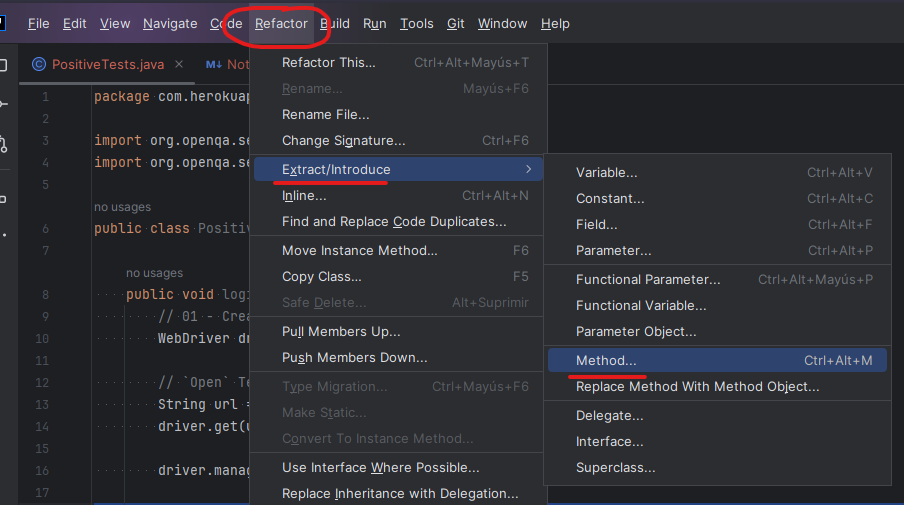 File Edit View Navigate Code Refactor Build Run Tools Git Window Help
PositiveTests.java
M↓ Not
1 package com.herokuap
2
3 import org.openqa.se
4 import org.openqa.se
5
no usages
6 public class Positiv
7
no usages
8 public void logi
9 // 01 - Crea
10 WebDriver dr
11
12 // `Open` Te
13 String url =
14 driver.get(u
15
16 driver.manag
17
Refactor This... Ctrl+Alt+Mayús+T
Rename... Mayús+F6
Rename File...
Change Signature... Ctrl+F6
Extract/Introduce
Inline... Ctrl+Alt+N
Find and Replace Code Duplicates...
Move Instance Method... F6
Copy Class... F5
Safe Delete... Alt+Suprimir
Pull Members Up...
Push Members Down...
Type Migration... Ctrl+Mayús+F6
Make Static...
Convert To Instance Method...
Use Interface Where Possible...
Replace Inheritance with Delegation...
Variable... Ctrl+Alt+V
Constant... Ctrl+Alt+C
Field... Ctrl+Alt+F
Parameter... Ctrl+Alt+P
Functional Parameter... Ctrl+Alt+Mayús+P
Functional Variable...
Parameter Object...
Method... Ctrl+Alt+M
Replace Method With Method Object...
Delegate...
Interface...
Superclass...